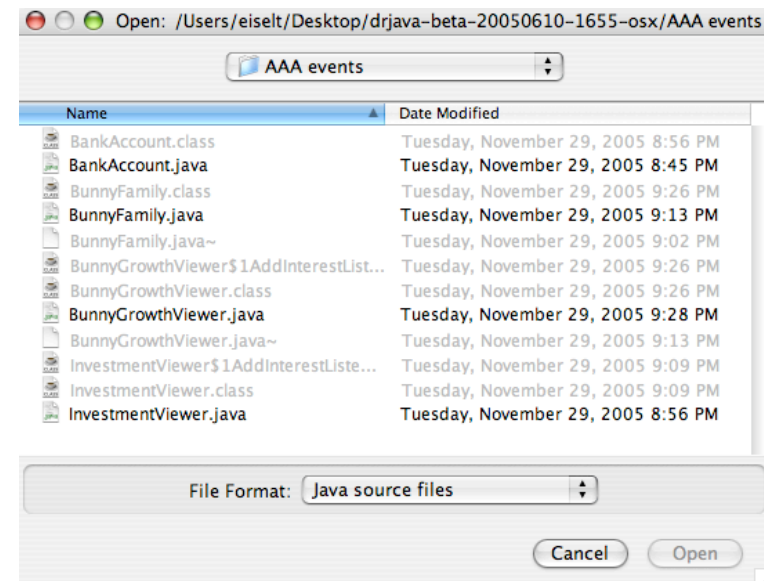 Open: /Users/eiselt/Desktop/drjava-beta-20050610-1655-osx/AAA events
AAA events
Name Date Modified
BankAccount.class Tuesday, November 29, 2005 8:56 PM
BankAccount.java Tuesday, November 29, 2005 8:45 PM
BunnyFamily.class Tuesday, November 29, 2005 9:26 PM
BunnyFamily.java Tuesday, November 29, 2005 9:13 PM
BunnyFamily.java~ Tuesday, November 29, 2005 9:02 PM
BunnyGrowthViewer$1AddInterestList... Tuesday, November 29, 2005 9:26 PM
BunnyGrowthViewer.class Tuesday, November 29, 2005 9:26 PM
BunnyGrowthViewer.java Tuesday, November 29, 2005 9:28 PM
BunnyGrowthViewer.java~ Tuesday, November 29, 2005 9:13 PM
InvestmentViewer$1AddInterestListe... Tuesday, November 29, 2005 9:09 PM
InvestmentViewer.class Tuesday, November 29, 2005 9:09 PM
InvestmentViewer.java Tuesday, November 29, 2005 8:56 PM
File Format: Java source files
Cancel Open